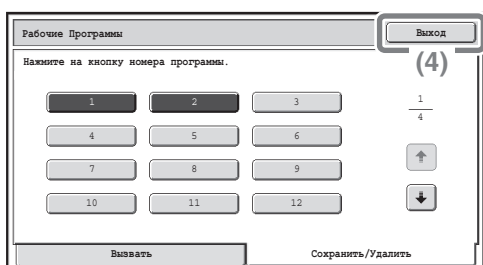 Рабочие Программы
Выход
(4)
Нажмите на кнопку номера программы.
1 2 3
4 5 6
7 8 9
10 11 12
1
4
Вызвать
Сохранить/Удалить